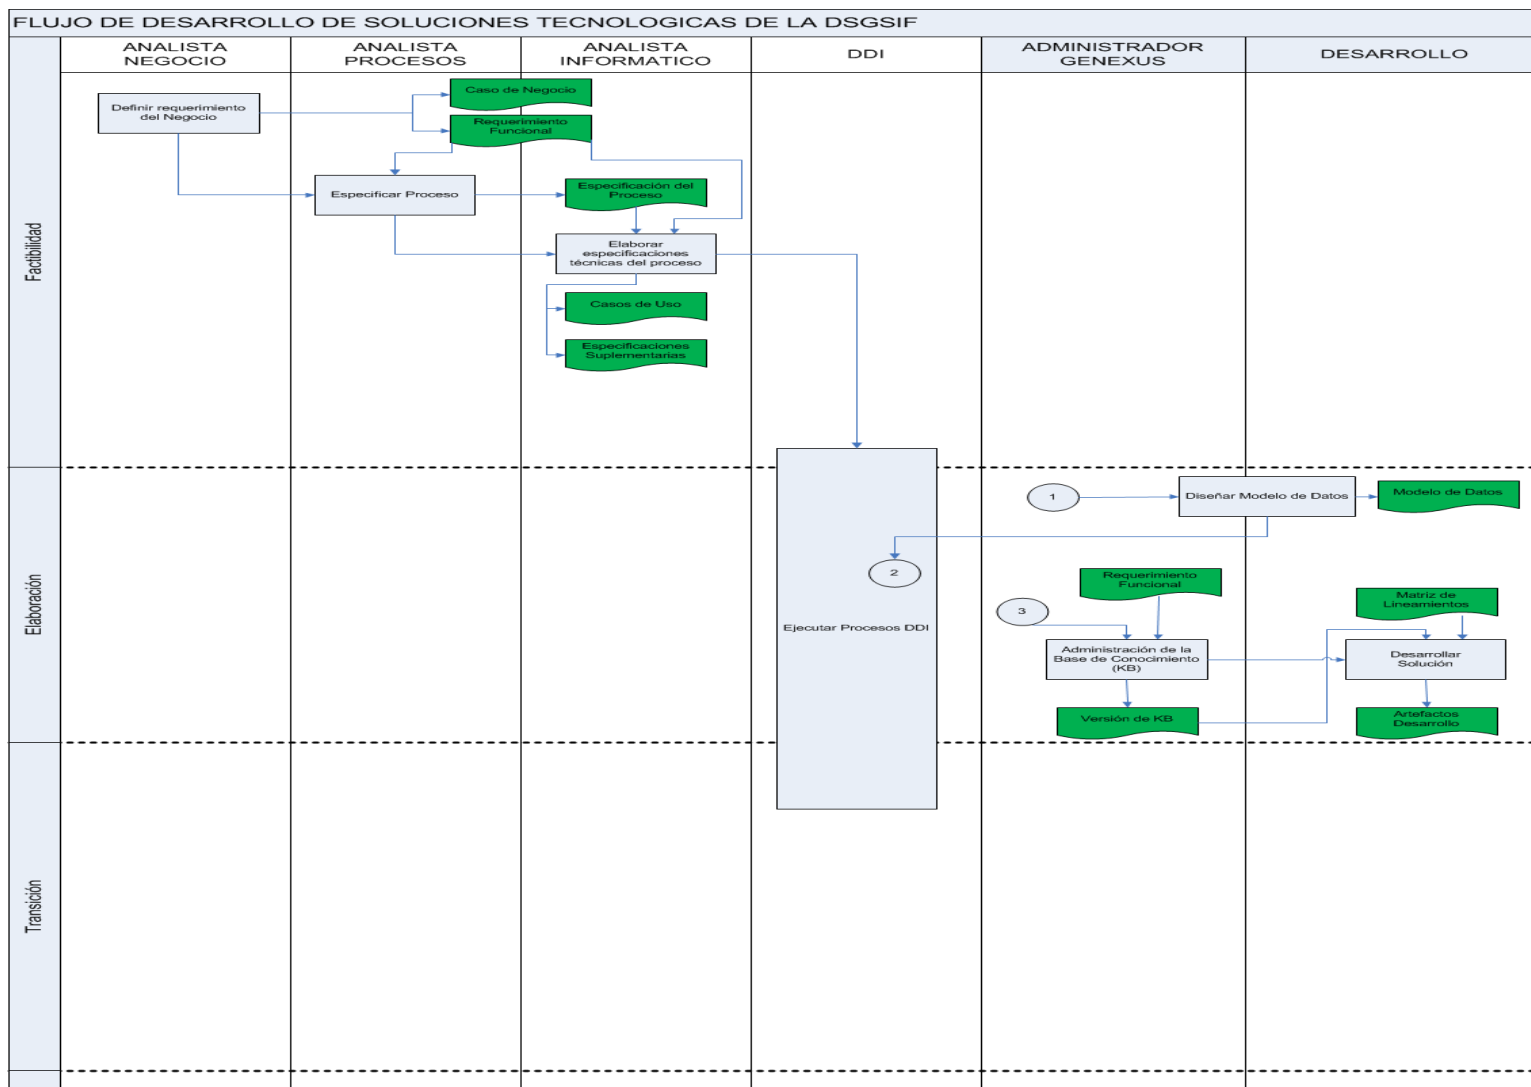 FLUJO DE DESARROLLO DE SOLUCIONES TECNOLOGICAS DE LA DSGSIF
ANALISTA
NEGOCIO
ANALISTA
PROCESOS
ANALISTA
INFORMATICO
DDI
ADMINISTRADOR
GENEXUS
DESARROLLO
Factibilidad
Definir requerimiento
del Negocio
Caso de Negocio
Requerimiento
Funcional
Especificar Proceso
Especificación del
Proceso
Elaborar
especificaciones
técnicas del proceso
Casos de Uso
Especificaciones
Suplementarias
Elaboración
1
Diseñar Modelo de Datos
Modelo de Datos
2
Ejecutar Procesos DDI
Requerimiento
Funcional
3
Administración de la
Base de Conocimiento
(KB)
Versión de KB
Matriz de
Lineamientos
Desarrollar
Solución
Artefactos
Desarrollo
Transición